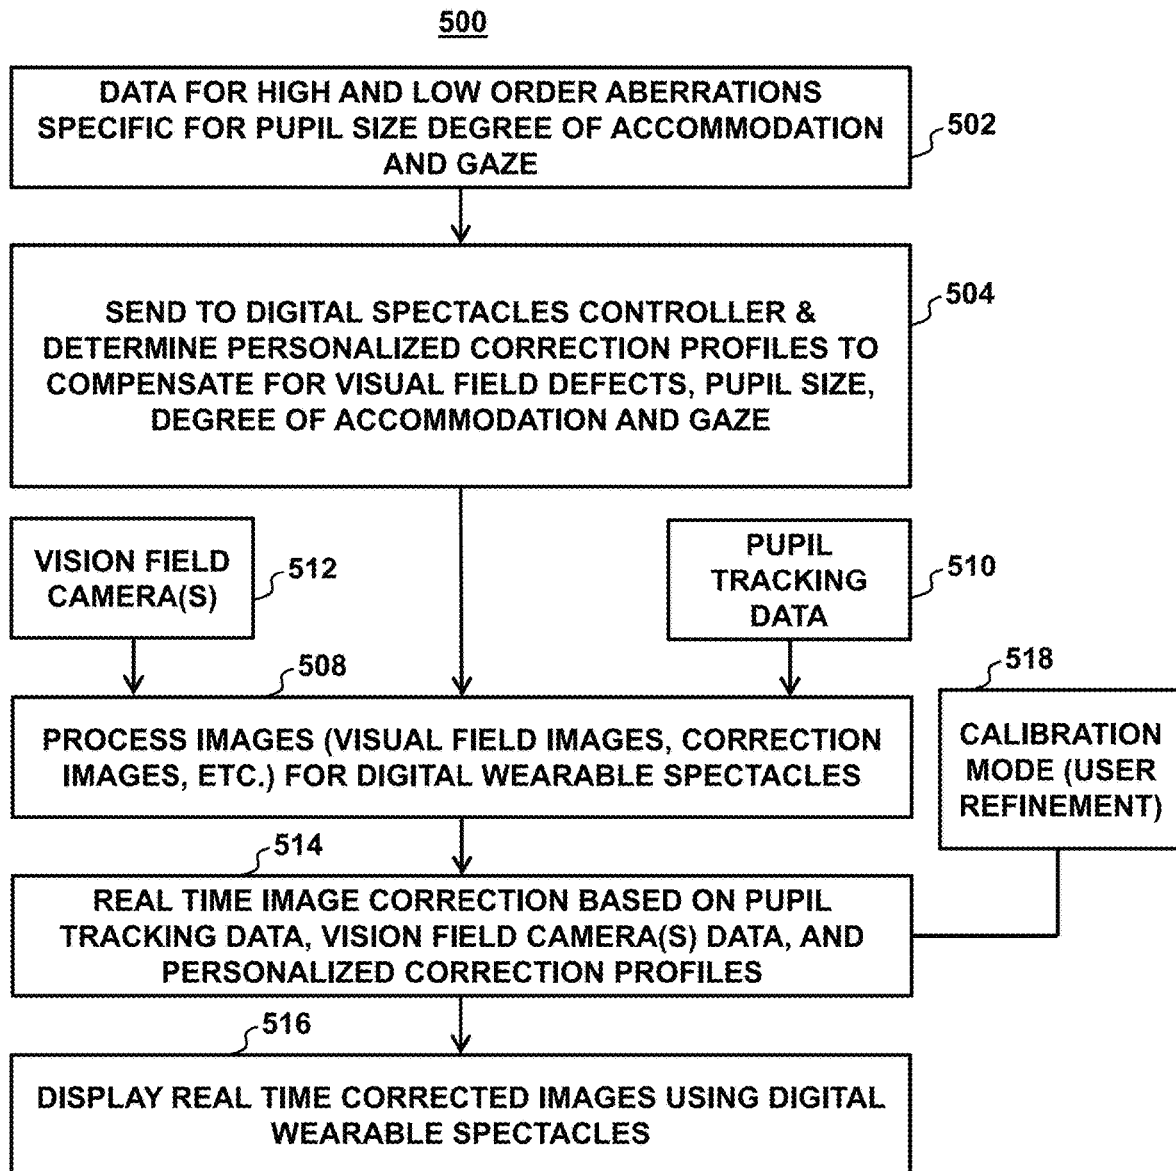 500
DATA FOR HIGH AND LOW ORDER ABERRATIONS
SPECIFIC FOR PUPIL SIZE DEGREE OF ACCOMMODATION
AND GAZE
502
SEND TO DIGITAL SPECTACLES CONTROLLER &
DETERMINE PERSONALIZED CORRECTION PROFILES TO
COMPENSATE FOR VISUAL FIELD DEFECTS, PUPIL SIZE,
DEGREE OF ACCOMMODATION AND GAZE
504
VISION FIELD
CAMERA(S)
512
PUPIL
TRACKING
DATA
510
508
PROCESS IMAGES (VISUAL FIELD IMAGES, CORRECTION
IMAGES, ETC.) FOR DIGITAL WEARABLE SPECTACLES
518
CALIBRATION
MODE (USER
REFINEMENT)
514
REAL TIME IMAGE CORRECTION BASED ON PUPIL
TRACKING DATA, VISION FIELD CAMERA(S) DATA, AND
PERSONALIZED CORRECTION PROFILES
516
DISPLAY REAL TIME CORRECTED IMAGES USING DIGITAL
WEARABLE SPECTACLES